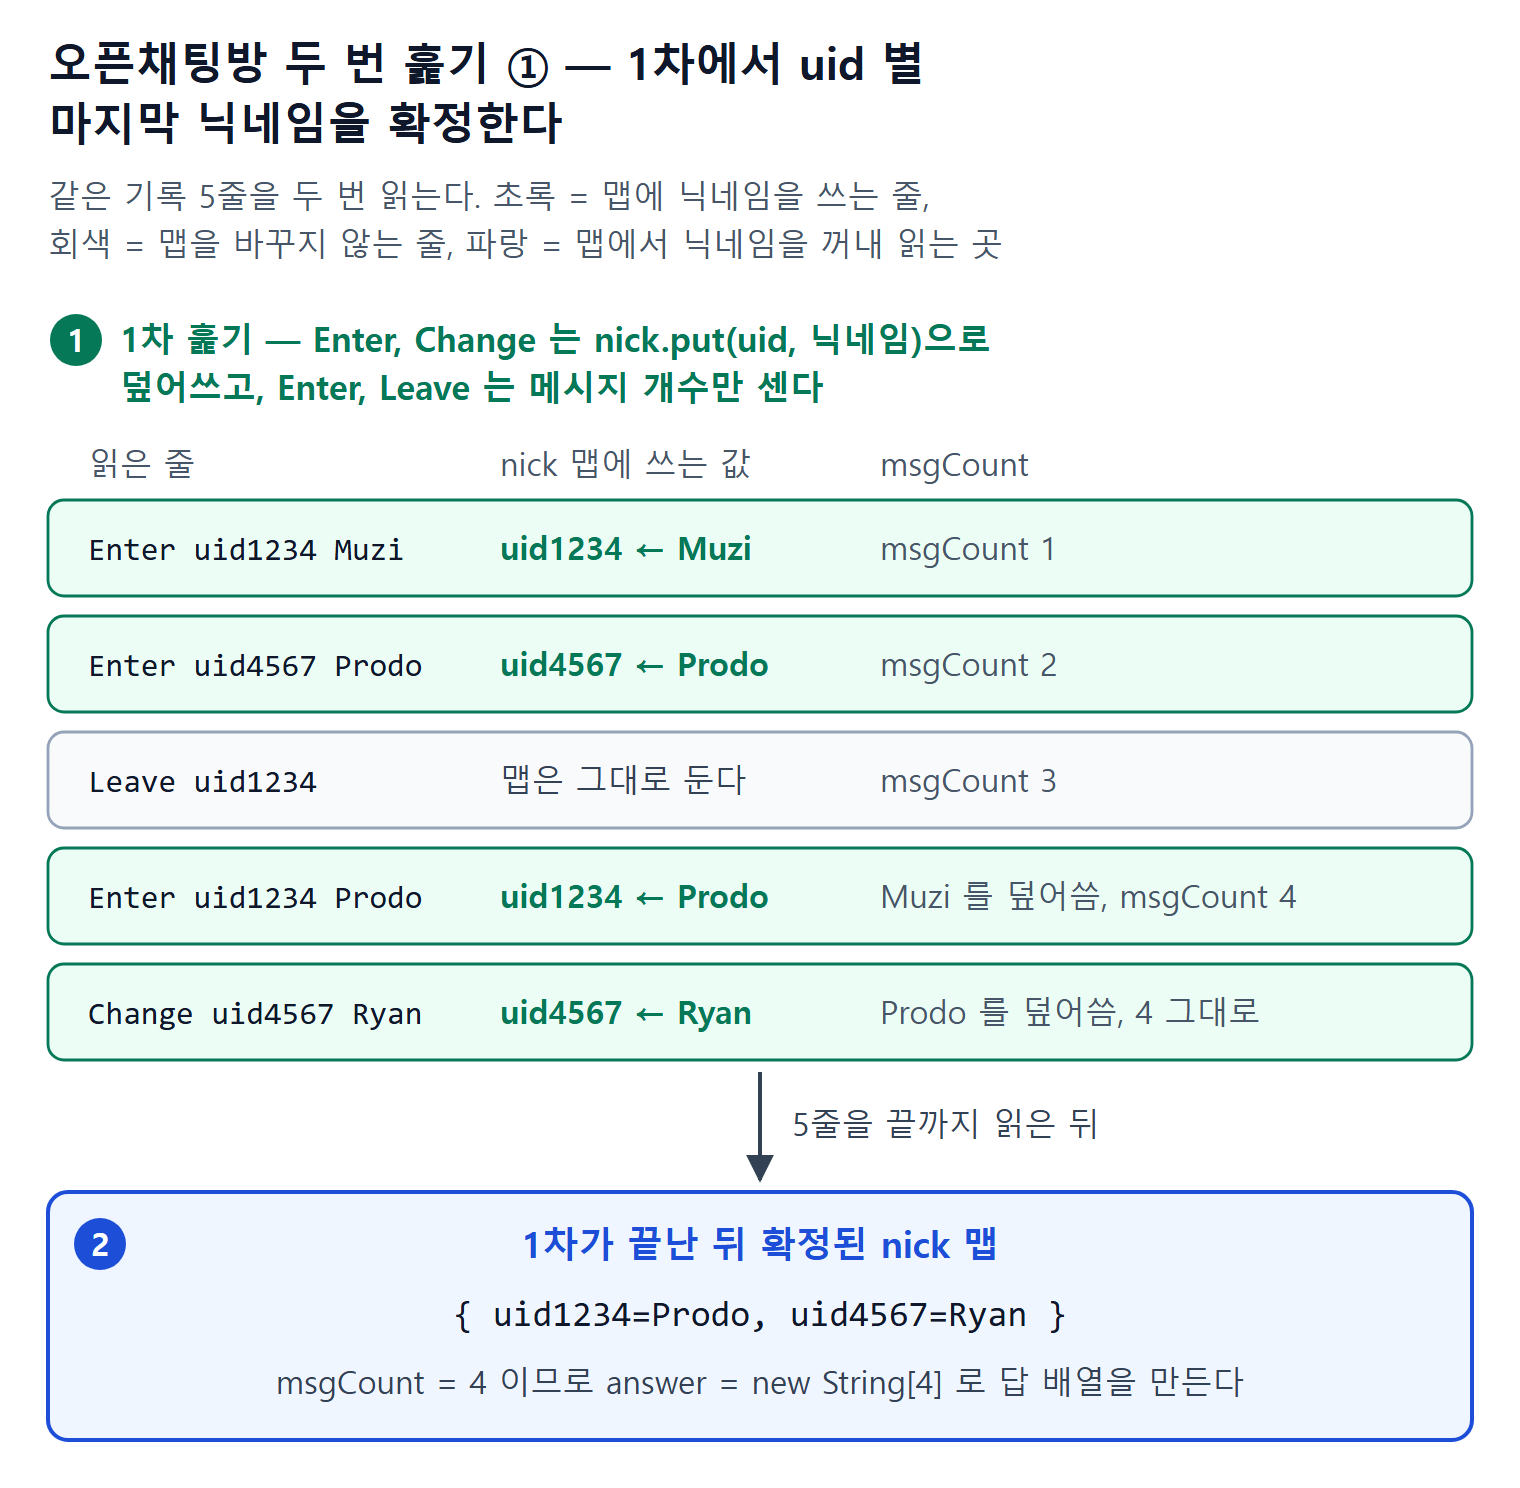 오픈채팅방 두 번 훑기 ① — 1차에서 uid 별
마지막 닉네임을 확정한다
같은 기록 5줄을 두 번 읽는다. 초록 = 맵에 닉네임을 쓰는 줄,
회색 = 맵을 바꾸지 않는 줄, 파랑 = 맵에서 닉네임을 꺼내 읽는 곳
1 1차 훑기 — Enter, Change 는 nick.put(uid, 닉네임)으로
덮어쓰고, Enter, Leave 는 메시지 개수만 센다
읽은 줄 nick 맵에 쓰는 값 msgCount
Enter uid1234 Muzi uid1234 ← Muzi msgCount 1
Enter uid4567 Prodo uid4567 ← Prodo msgCount 2
Leave uid1234 맵은 그대로 둔다 msgCount 3
Enter uid1234 Prodo uid1234 ← Prodo Muzi 를 덮어씀, msgCount 4
Change uid4567 Ryan uid4567 ← Ryan Prodo 를 덮어씀, 4 그대로
5줄을 끝까지 읽은 뒤
2 1차가 끝난 뒤 확정된 nick 맵
{ uid1234=Prodo, uid4567=Ryan }
msgCount = 4 이므로 answer = new String[4] 로 답 배열을 만든다